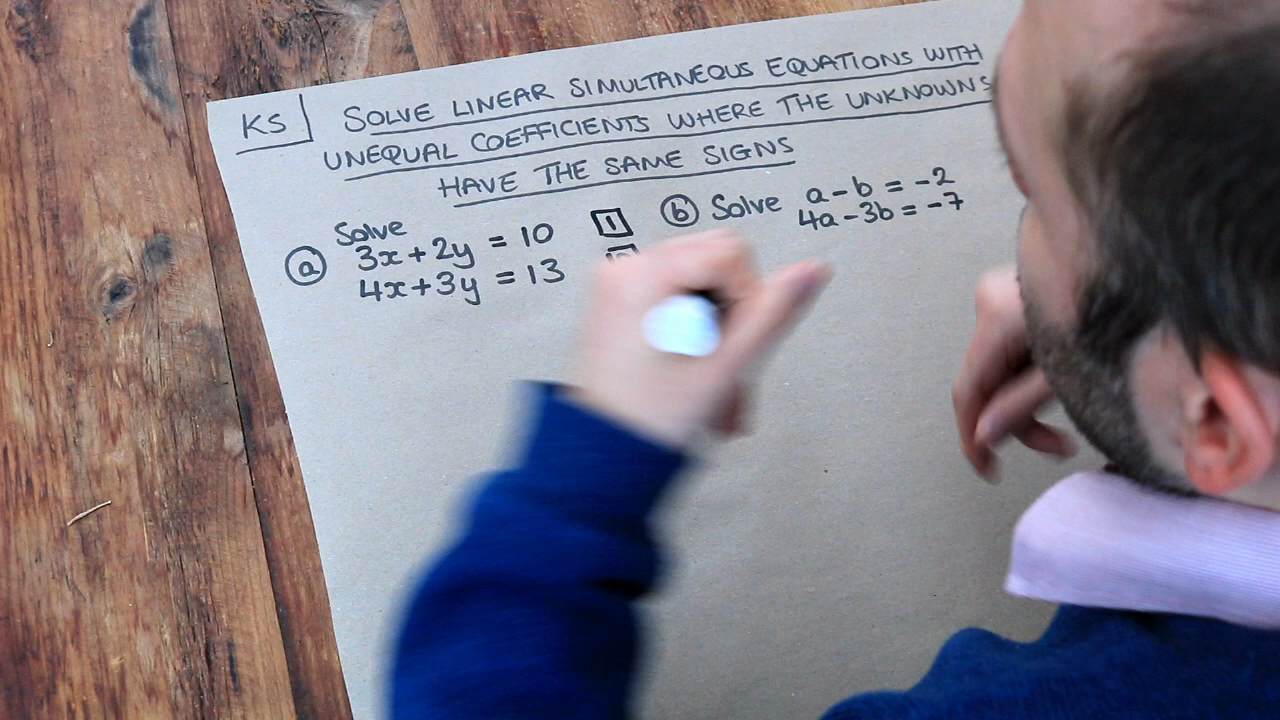 KS
SOLVE LINEAR SIMULTANEOUS EQUATIONS WITH
UNEQUAL COEFFICIENTS WHERE THE UNKNOWNS
HAVE THE SAME SIGNS
Solve
a
3x+2y = 10
1
4x+3y = 13
b Solve a-b = -2
4a-3b = -7